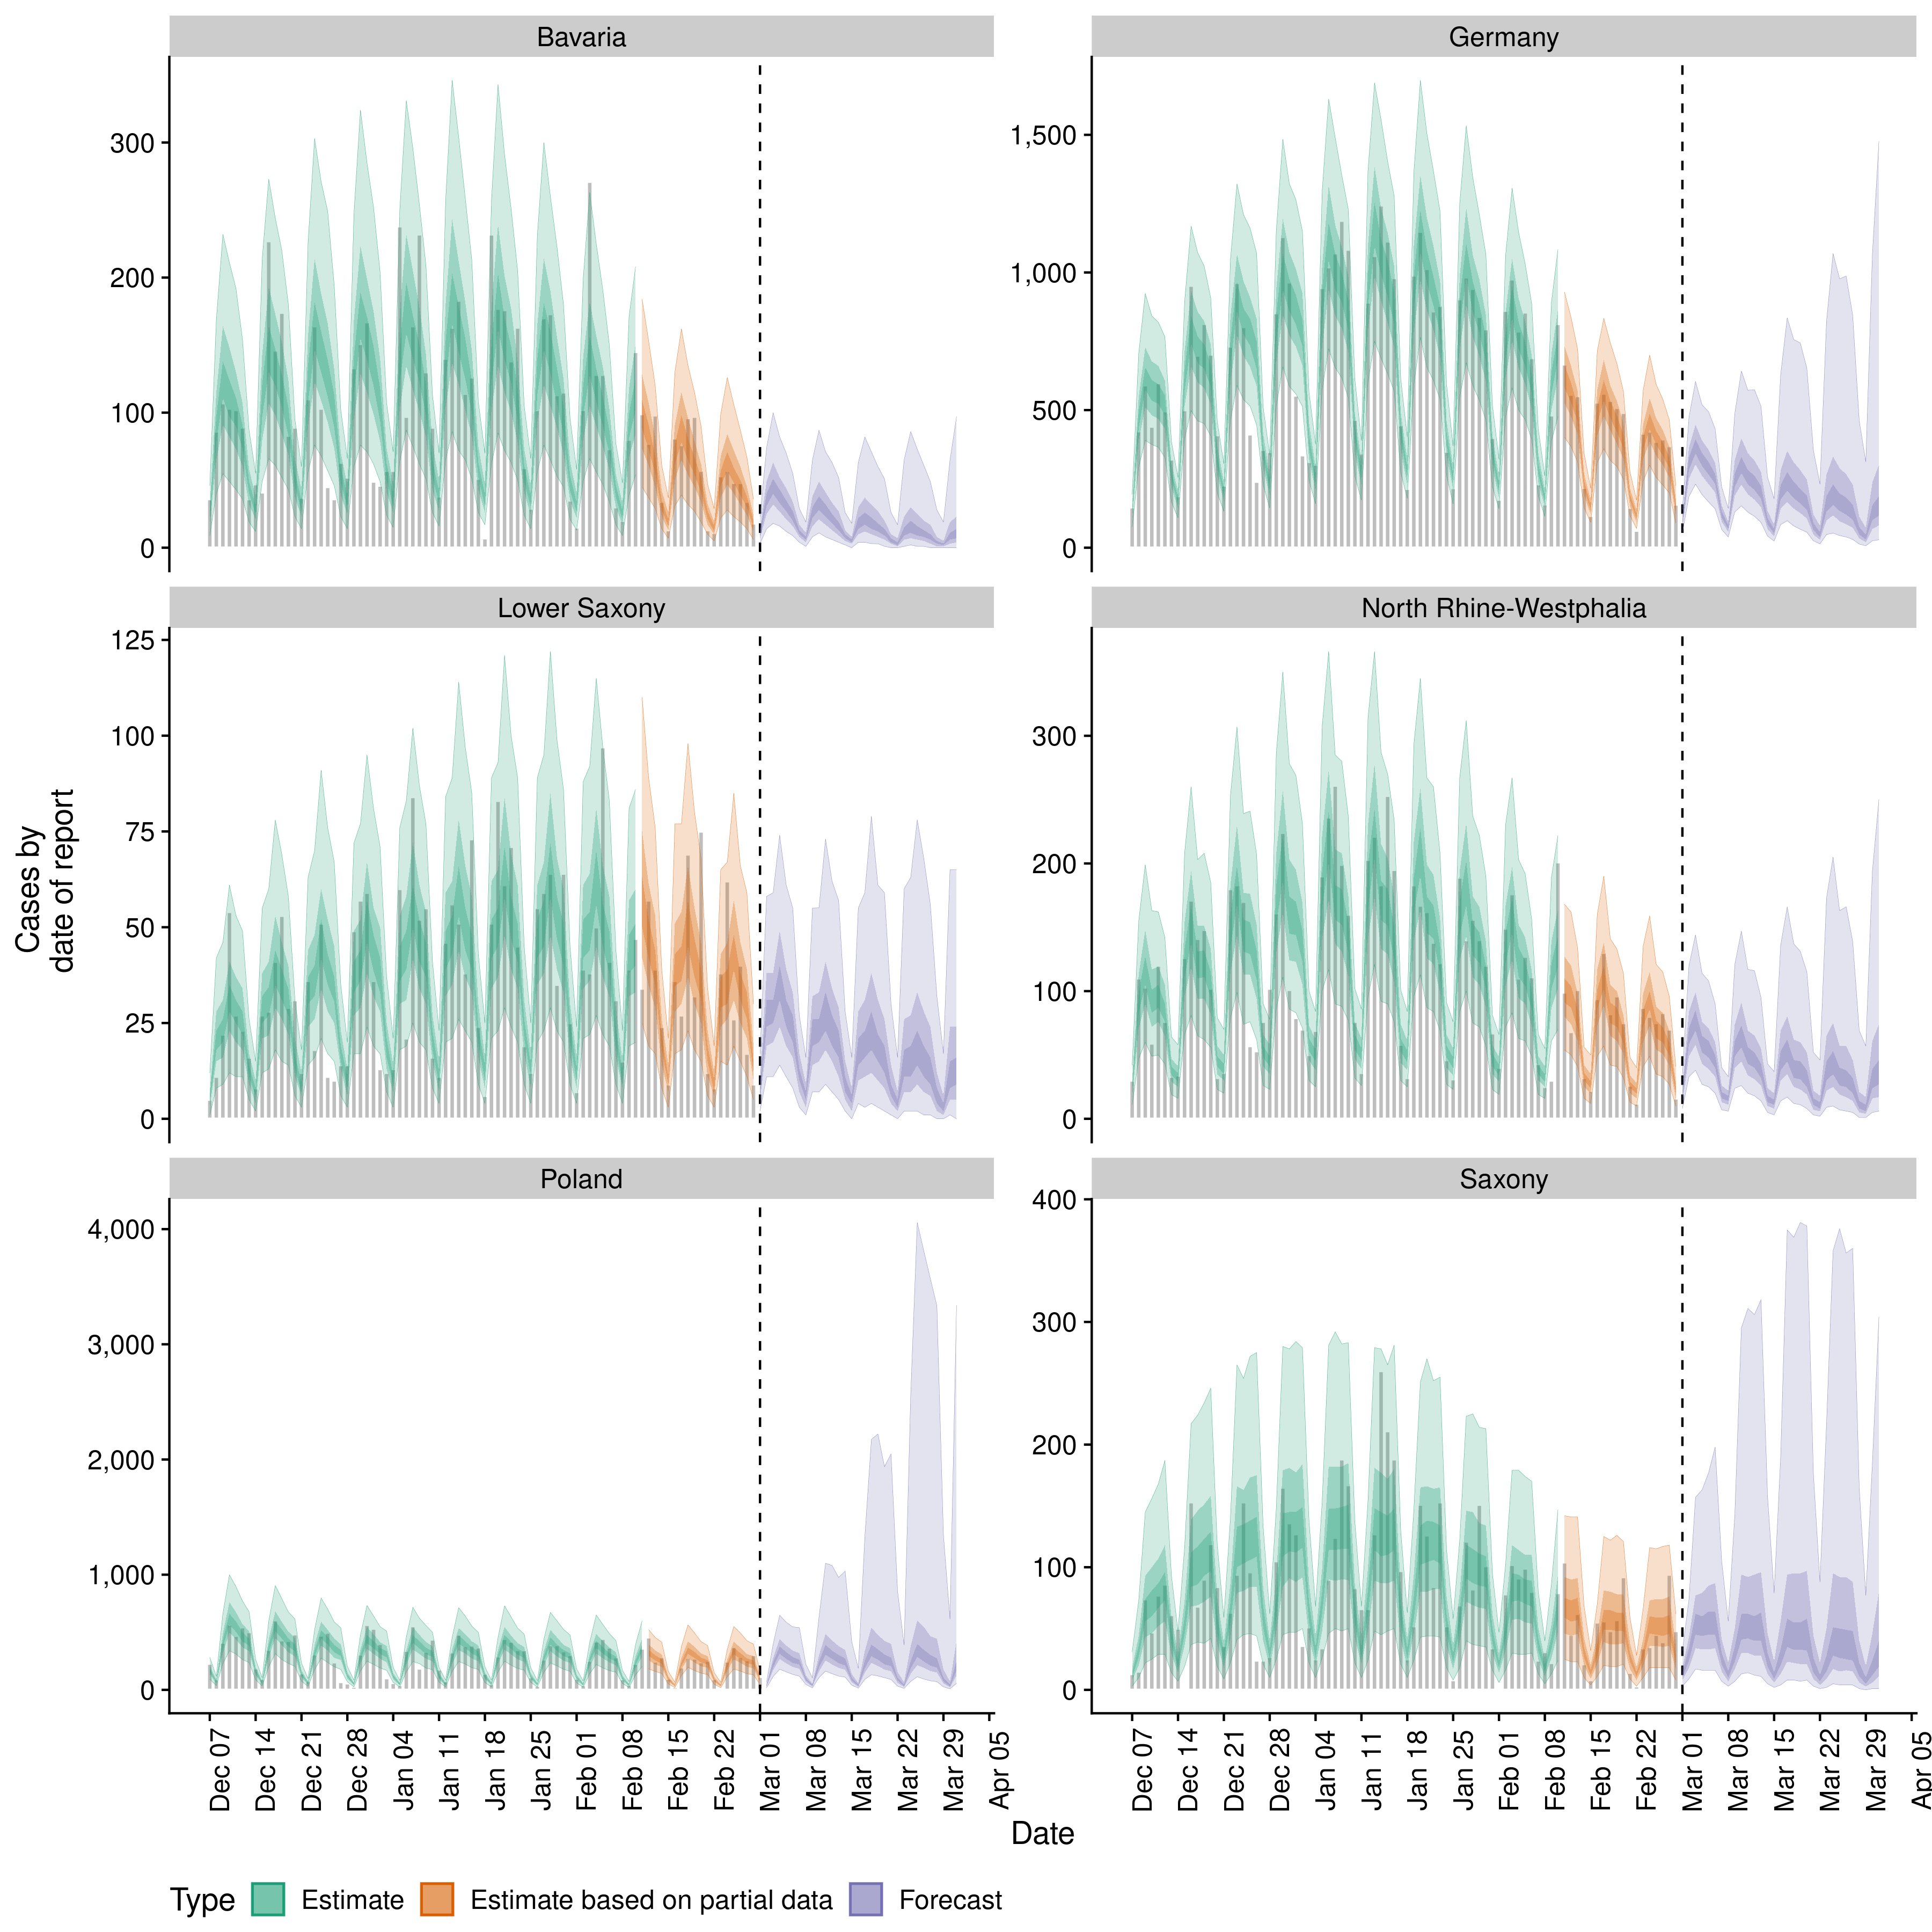 Bavaria
Germany
300
200
100
0
1,500
1,000
500
0
Lower Saxony
North Rhine-Westphalia
125
100
75
50
25
0
300
200
100
0
Cases by
date of report
Poland
Saxony
4,000
3,000
2,000
1,000
0
400
300
200
100
0
Dec 07
Dec 14
Dec 21
Dec 28
Jan 04
Jan 11
Jan 18
Jan 25
Feb 01
Feb 08
Feb 15
Feb 22
Mar 01
Mar 08
Mar 15
Mar 22
Mar 29
Apr 05
Dec 07
Dec 14
Dec 21
Dec 28
Jan 04
Jan 11
Jan 18
Jan 25
Feb 01
Feb 08
Feb 15
Feb 22
Mar 01
Mar 08
Mar 15
Mar 22
Mar 29
Apr 05
Date
Type Estimate Estimate based on partial data Forecast